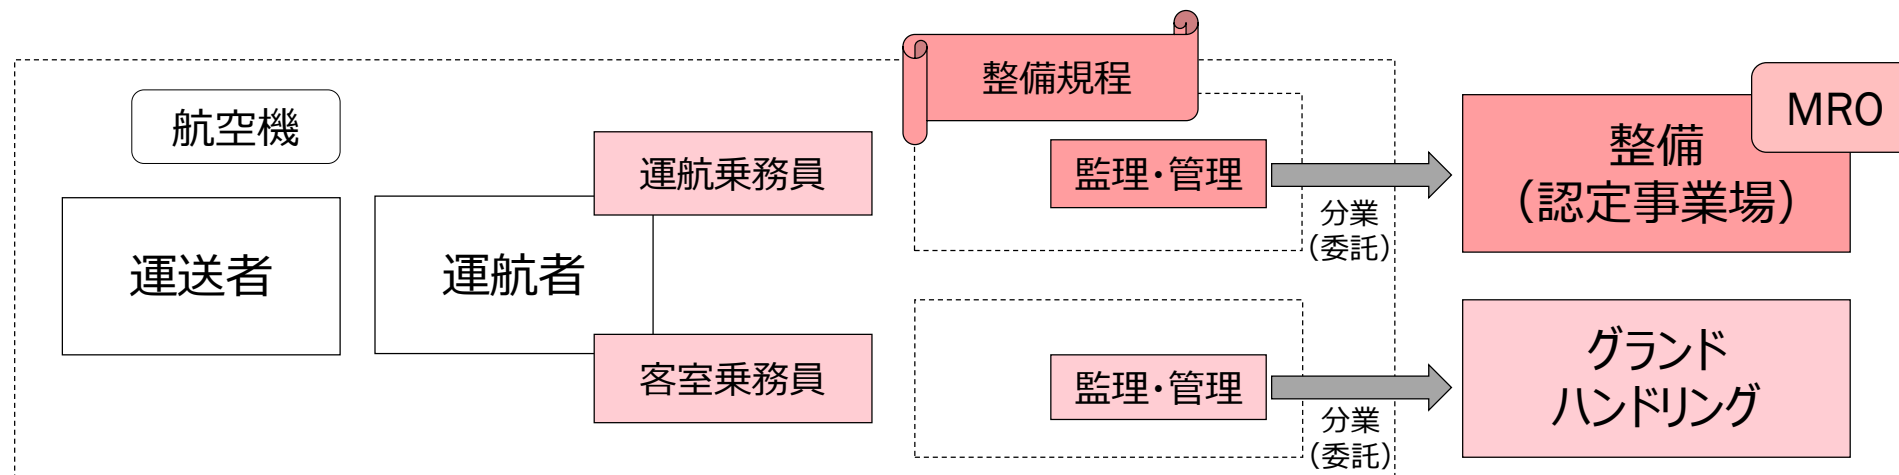 整備規程
航空機
MRO
運航乗務員
監理・管理
整備
（認定事業場）
分業
（委託）
運送者
運航者
グランド
ハンドリング
客室乗務員
監理・管理
分業
（委託）